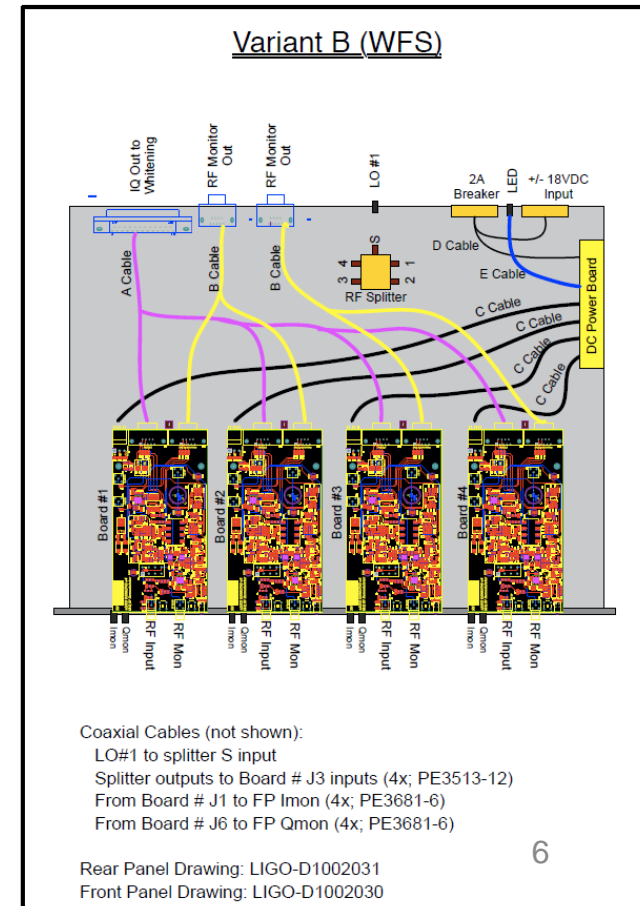 Variant B (WFS)
IQ Out to
Whitening
RF Monitor
Out
RF Monitor
Out
LO #1
2A
Breaker
LED
+/- 18VDC
Input
A Cable
B Cable
B Cable
S
4
3
1
2
RF Splitter
D Cable
E Cable
DC Power Board
C Cable
C Cable
C Cable
C Cable
Board #1
Board #2
Board #3
Board #4
Imon
Qmon
RF Input
RF Mon
Imon
Qmon
RF Input
RF Mon
Imon
Qmon
RF Input
RF Mon
Imon
Qmon
RF Input
RF Mon
Coaxial Cables (not shown):
LO#1 to splitter S input
Splitter outputs to Board # J3 inputs (4x; PE3513-12)
From Board # J1 to FP Imon (4x; PE3681-6)
From Board # J6 to FP Qmon (4x; PE3681-6)
Rear Panel Drawing: LIGO-D1002031
Front Panel Drawing: LIGO-D1002030
6